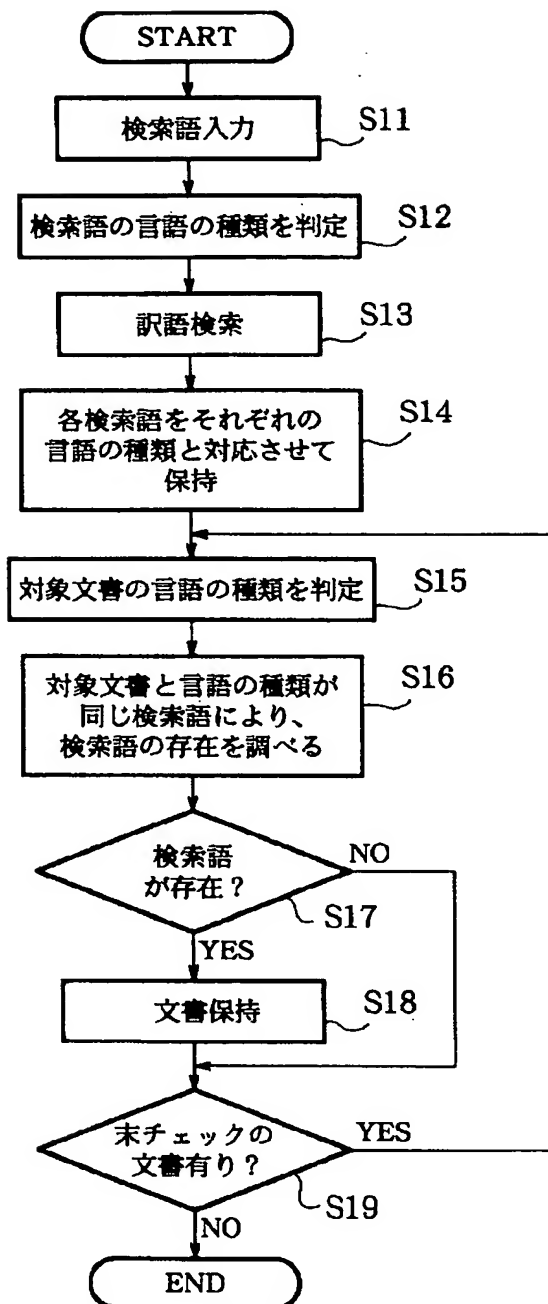 START
検索語入力
S11
検索語の言語の種類を判定
S12
訳語検索
S13
各検索語をそれぞれの
言語の種類と対応させて
保持
S14
対象文書の言語の種類を判定
S15
対象文書と言語の種類が
同じ検索語により、
検索語の存在を調べる
S16
検索語
が存在?
NO
S17
YES
文書保持
S18
末チェックの
文書有り?
YES
S19
NO
END